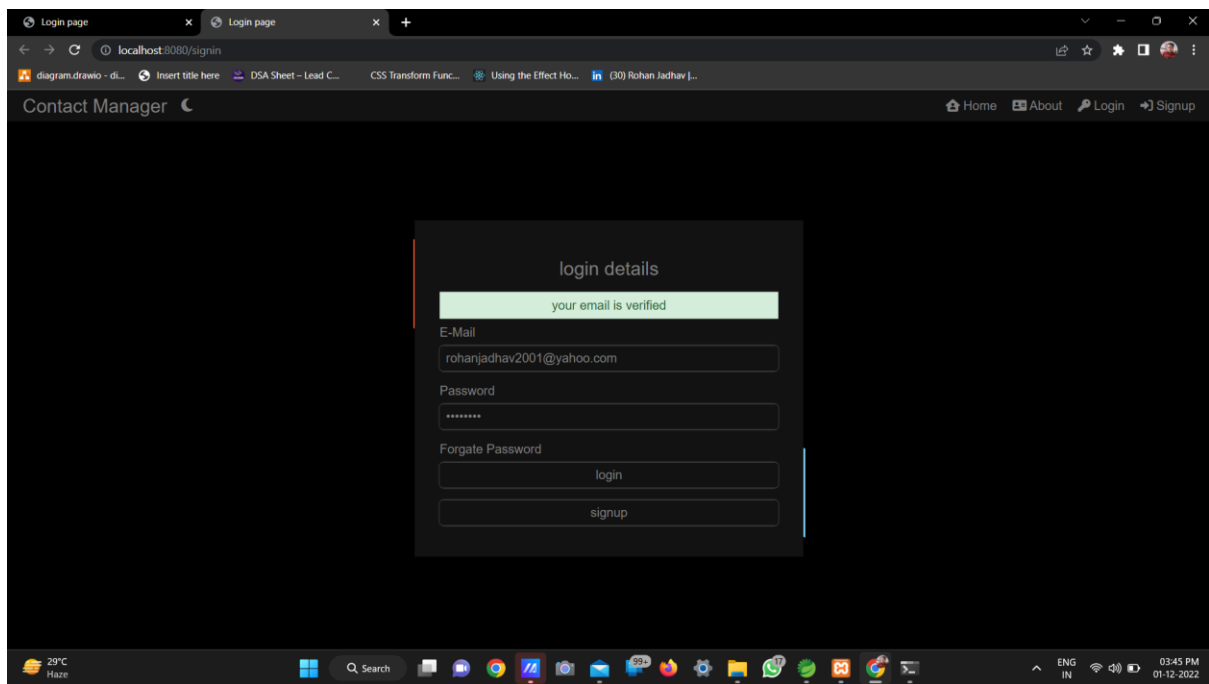 Login page
Login page
localhost:8080/signin
diagram.drawio - di... Insert title here DSA Sheet – Lead C... CSS Transform Func... Using the Effect Ho... in (30) Rohan Jadhav |...
Contact Manager Home About Login Signup
login details
your email is verified
E-Mail
rohanjadhav2001@yahoo.com
Password
••••••••
Forgate Password
login
signup
29°C
Haze
Search
99+
17
ENG
IN
03:45 PM
01-12-2022